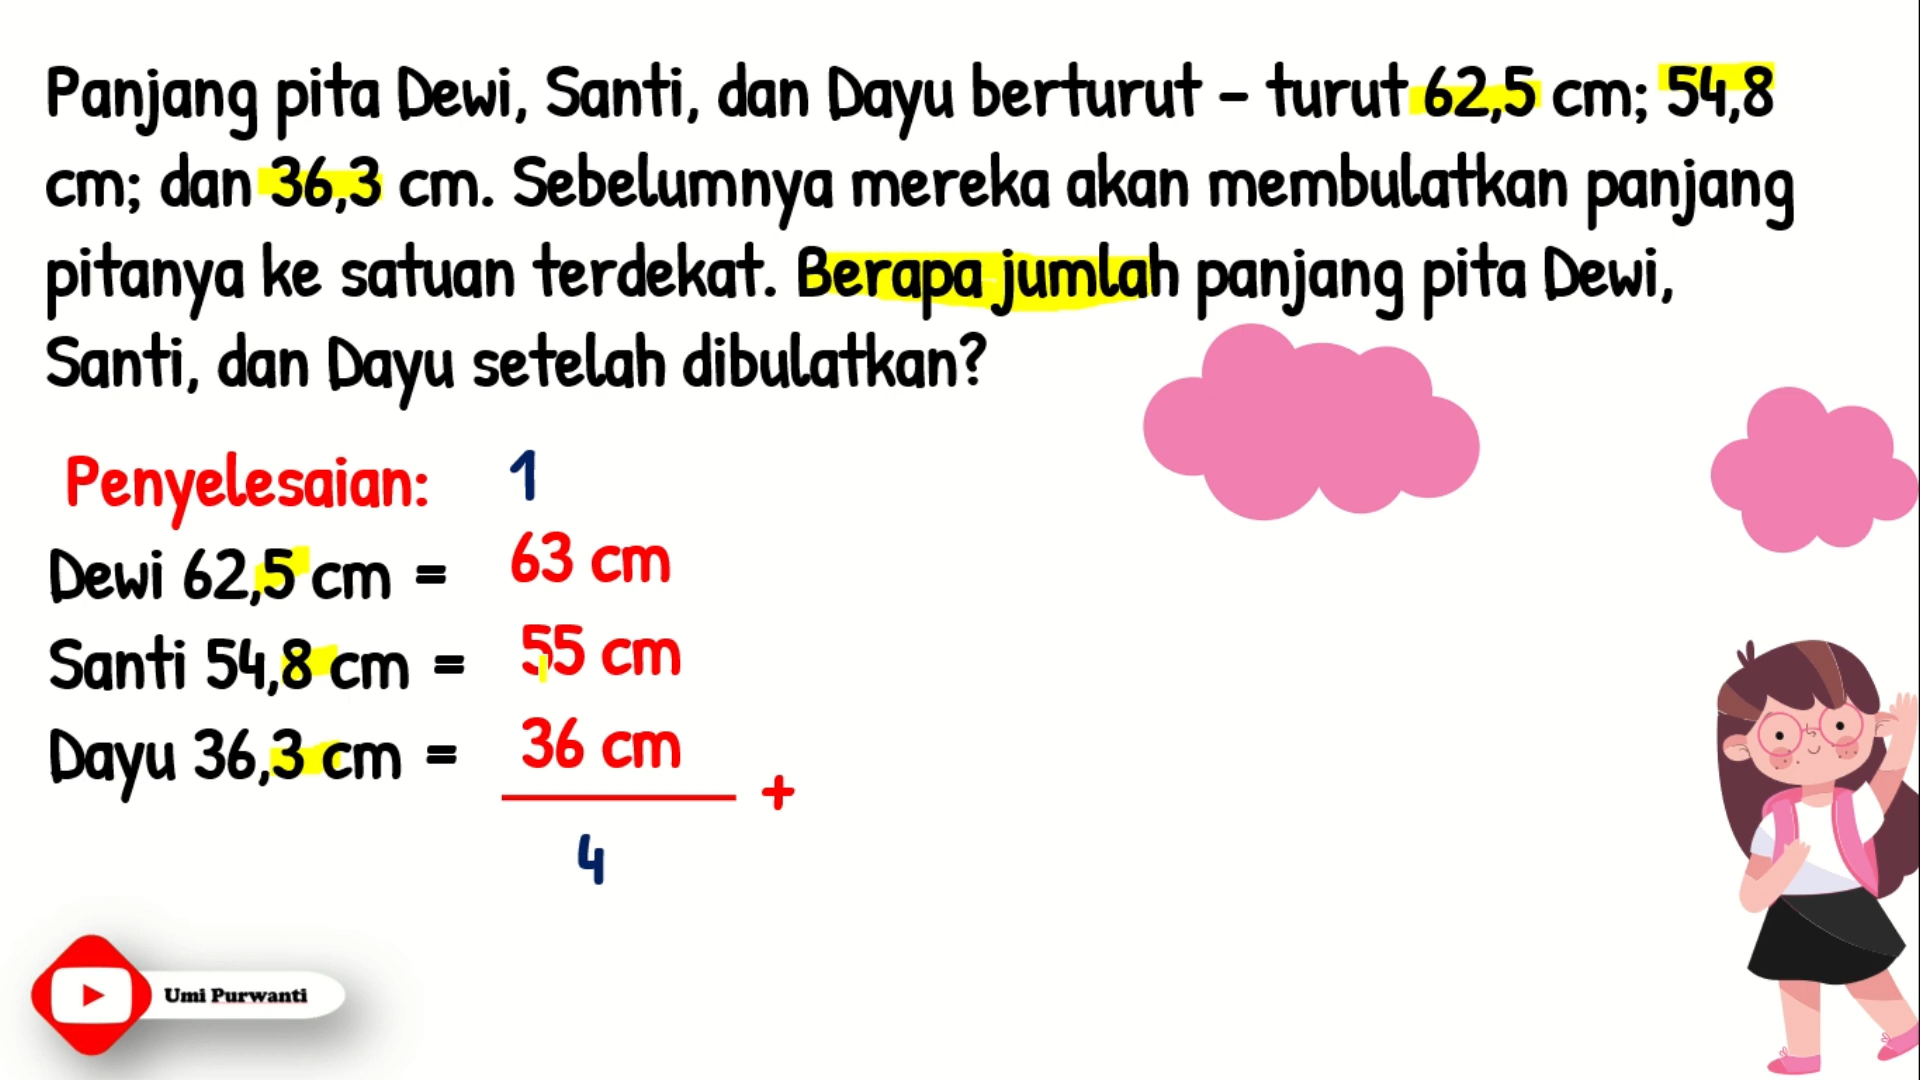 Panjang pita Dewi, Santi, dan Dayu berturut - turut 62,5 cm; 54,8
cm; dan 36,3 cm. Sebelumnya mereka akan membulatkan panjang
pitanya ke satuan terdekat. Berapa jumlah panjang pita Dewi,
Santi, dan Dayu setelah dibulatkan?
Penyelesaian: 1
Dewi 62,5 cm = 63 cm
Santi 54,8 cm = 55 cm
Dayu 36,3 cm = 36 cm
+
4
Umi Purwanti